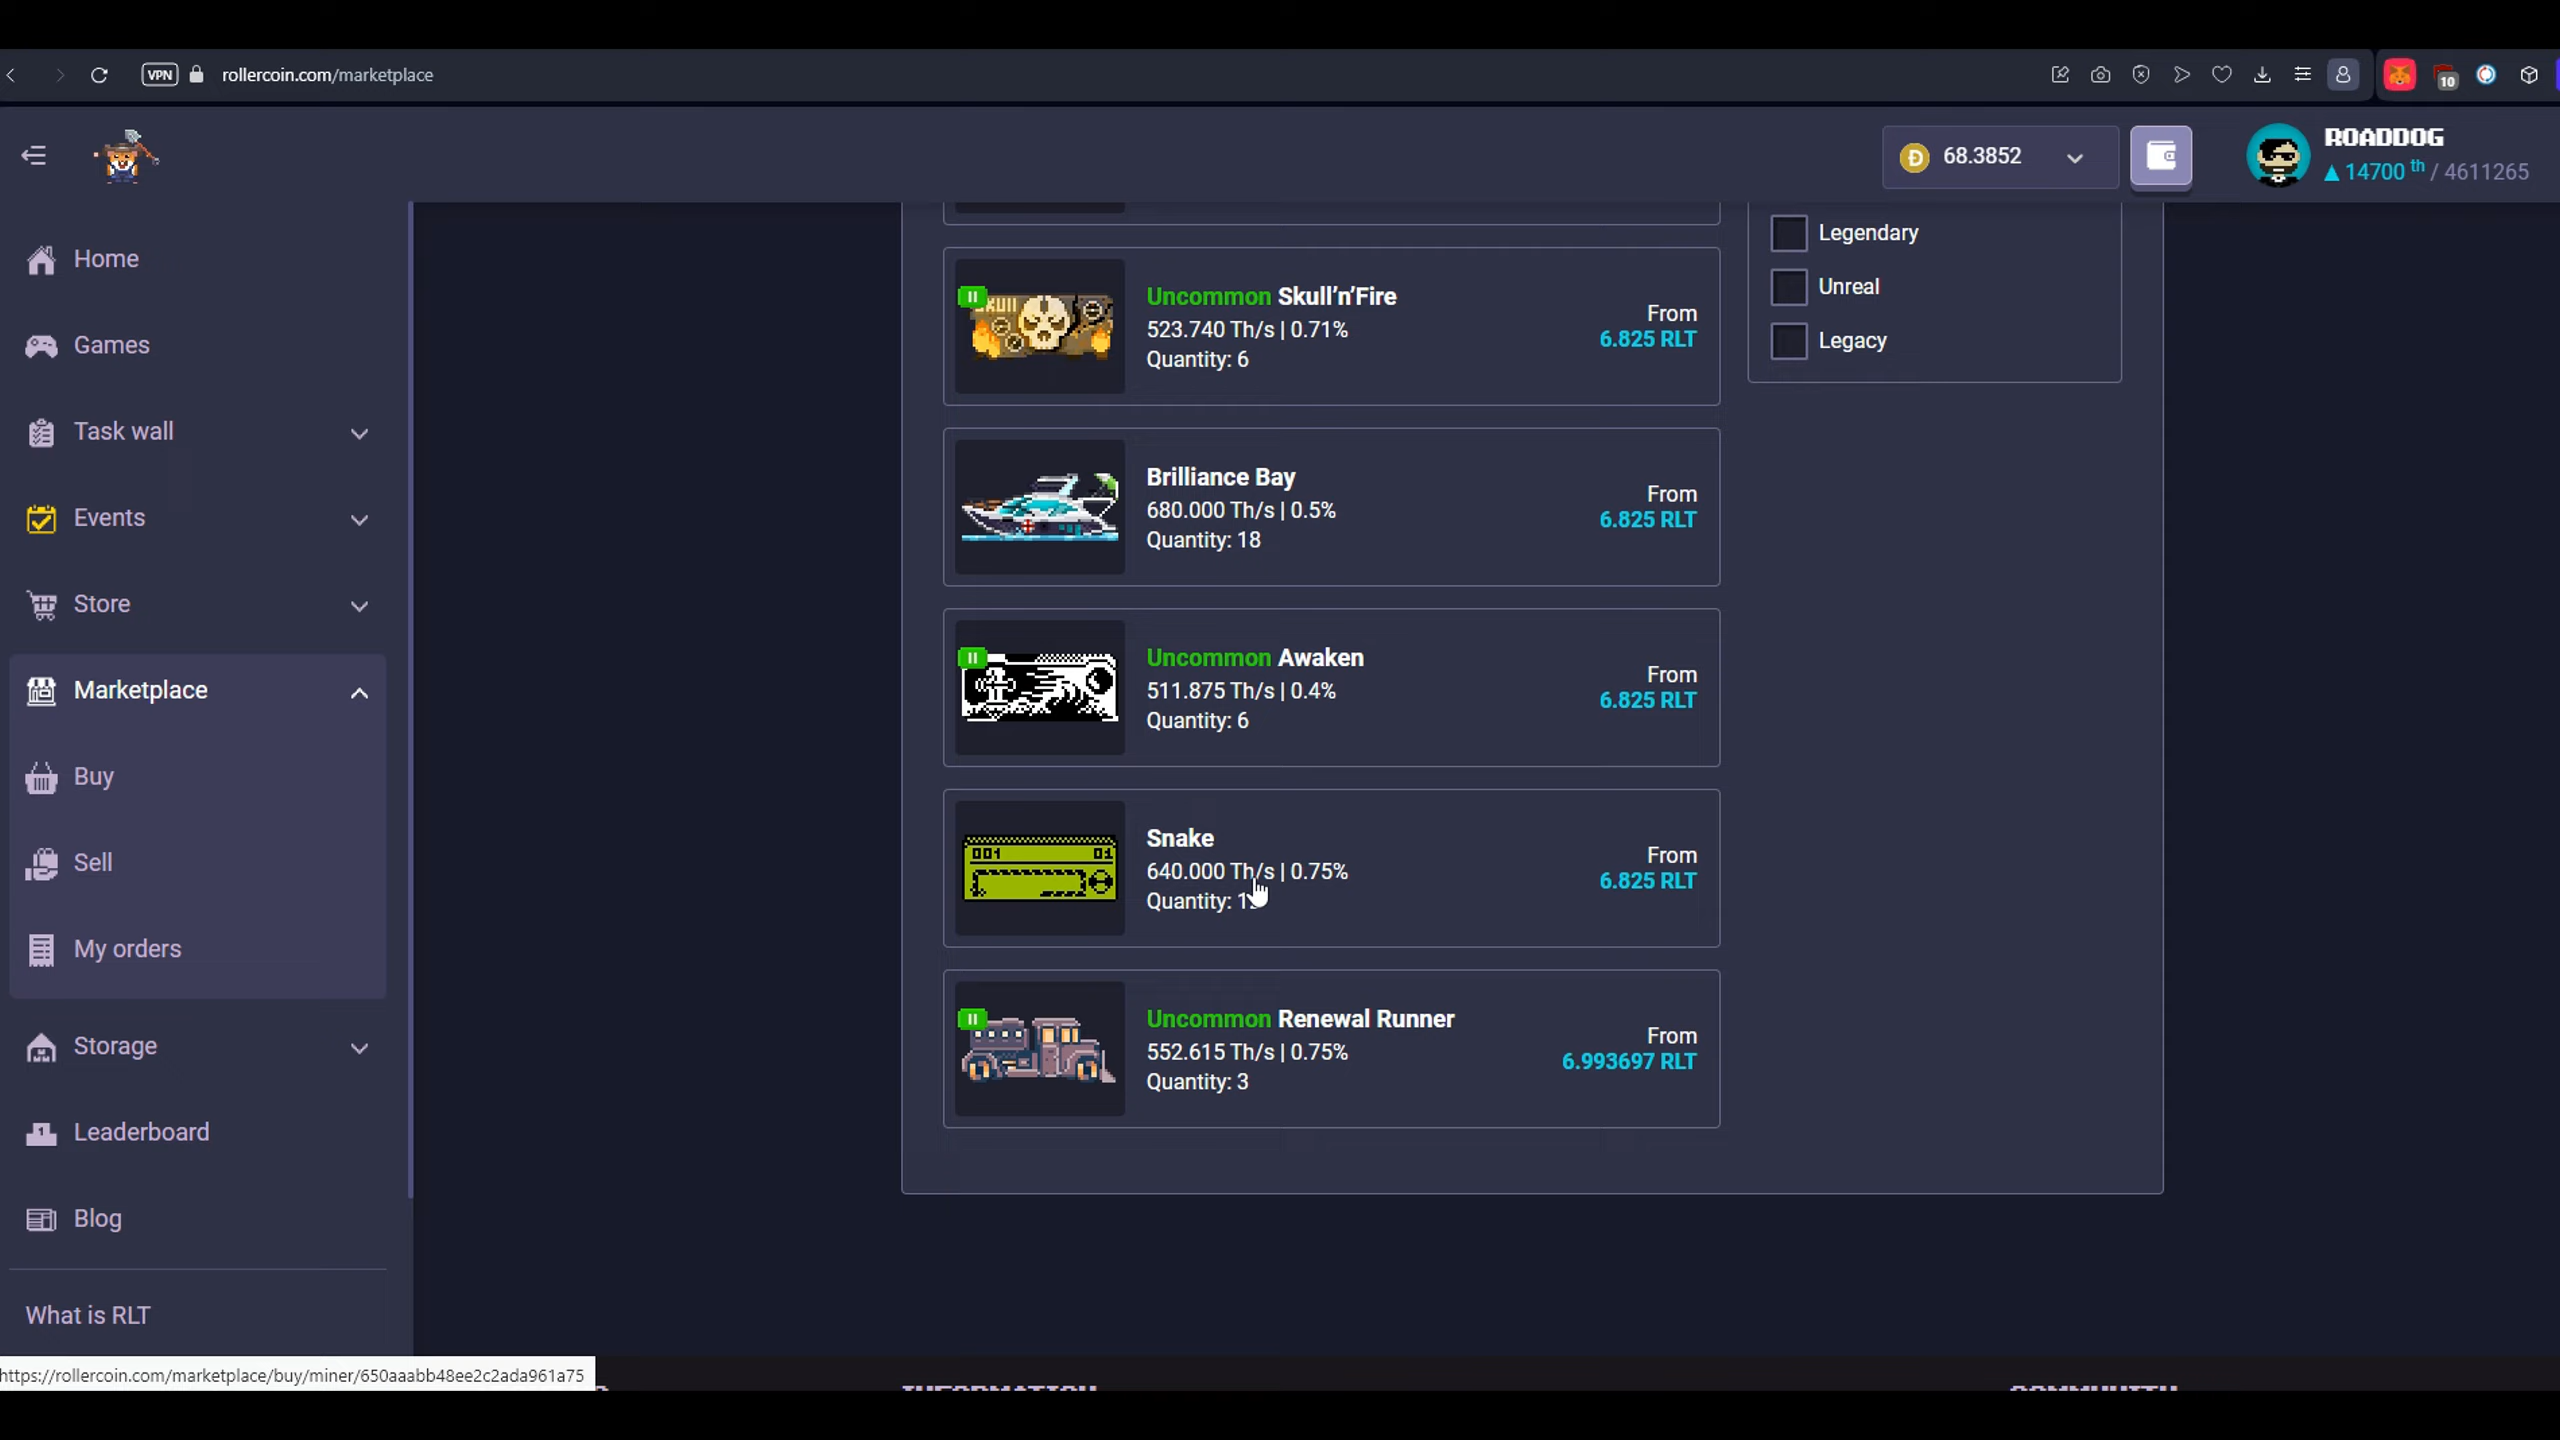 VPN rollercoin.com/marketplace
10
68.3852
ROADDOG
14700 th / 4611265
Home
Games
Task wall
Events
Store
Marketplace
Buy
Sell
My orders
Storage
Leaderboard
Blog
What is RLT
Uncommon Skull'n'Fire
523.740 Th/s | 0.71%
Quantity: 6
From
6.825 RLT
Brilliance Bay
680.000 Th/s | 0.5%
Quantity: 18
From
6.825 RLT
Uncommon Awaken
511.875 Th/s | 0.4%
Quantity: 6
From
6.825 RLT
001 01
Snake
640.000 Th/s | 0.75%
Quantity:
From
6.825 RLT
Uncommon Renewal Runner
552.615 Th/s | 0.75%
Quantity: 3
From
6.993697 RLT
Legendary
Unreal
Legacy
https://rollercoin.com/marketplace/buy/miner/650aaabb48ee2c2ada961a75